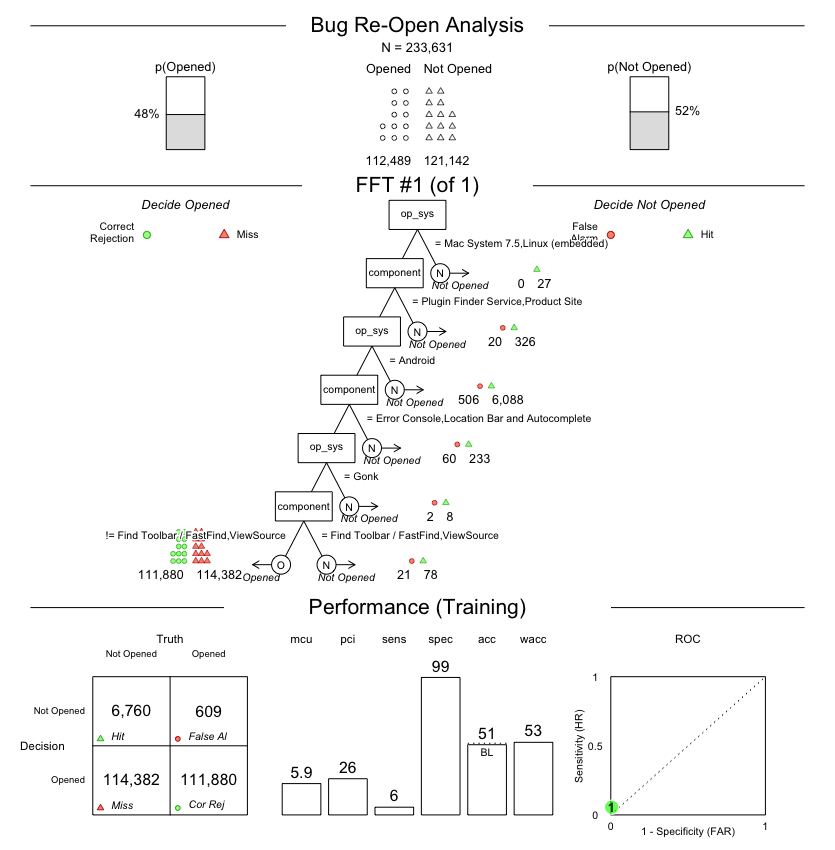 Bug Re-Open Analysis
N = 233,631
p(Opened)
Opened Not Opened
p(Not Opened)
48%
52%
112,489 121,142
FFT #1 (of 1)
Decide Opened
Decide Not Opened
Correct
Rejection
Miss
False
Alarm
Hit
op_sys
= Mac System 7.5,Linux (embedded)
component
N
Not Opened
0 27
= Plugin Finder Service,Product Site
op_sys
N
Not Opened
20 326
= Android
component
N
Not Opened
506 6,088
= Error Console,Location Bar and Autocomplete
op_sys
N
Not Opened
60 233
= Gonk
component
N
Not Opened
2 8
!= Find Toolbar / FastFind,ViewSource
= Find Toolbar / FastFind,ViewSource
O
N
111,880 114,382
Opened
Not Opened
21 78
Performance (Training)
Truth
Not Opened Opened
mcu pci sens spec acc wacc
ROC
Decision
Not Opened
6,760
Hit
609
False Al
Opened
114,382
Miss
111,880
Cor Rej
5.9
26
6
99
51
BL
53
Sensitivity (HR)
1
0.5
0
1
0 1
1 - Specificity (FAR)